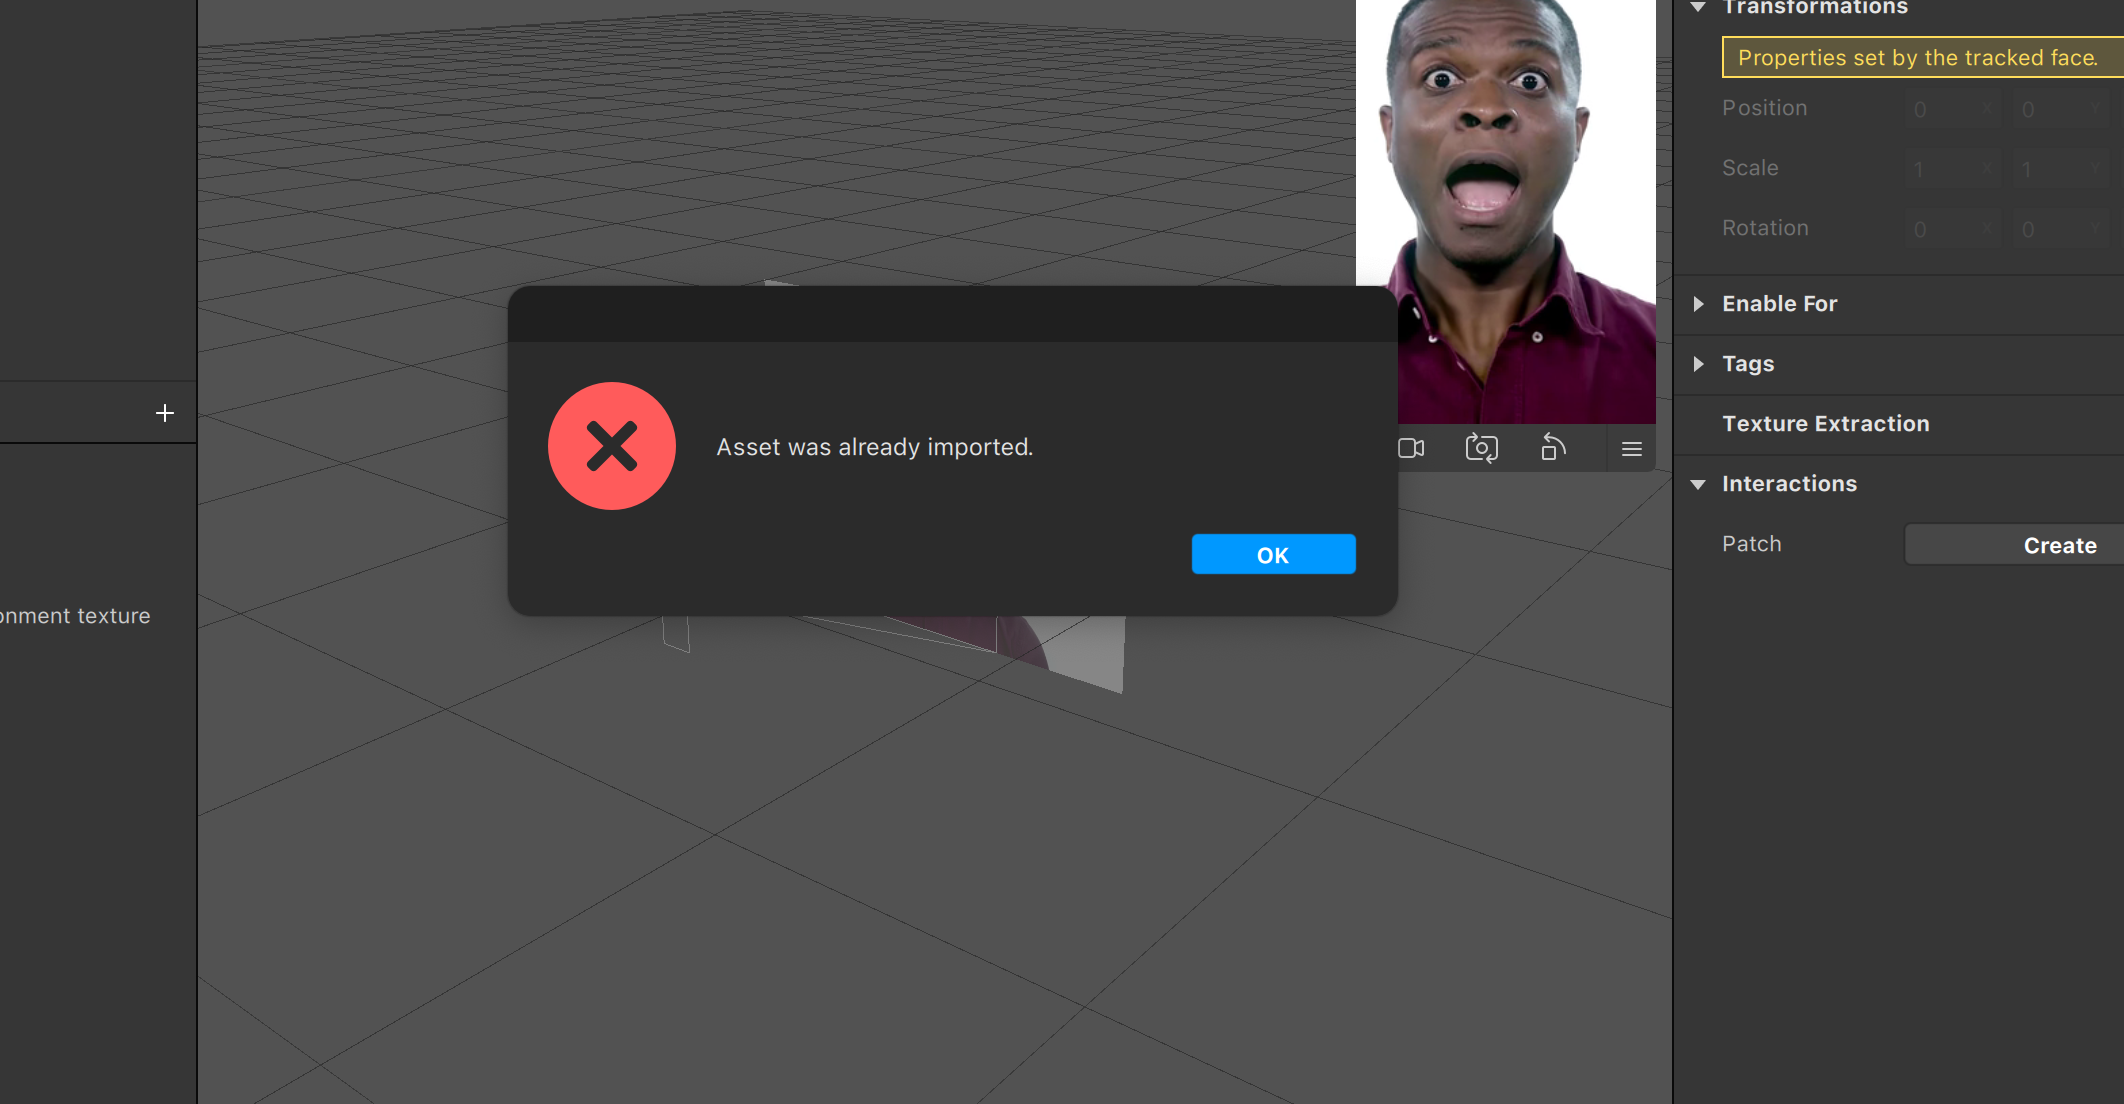 Transformations
Properties set by the tracked face.
Position 0 X 0 Y
Scale 1 X 1 Y
Rotation 0 X 0 Y
Enable For
Tags
Texture Extraction
Interactions
Patch Create
Asset was already imported.
OK
onment texture